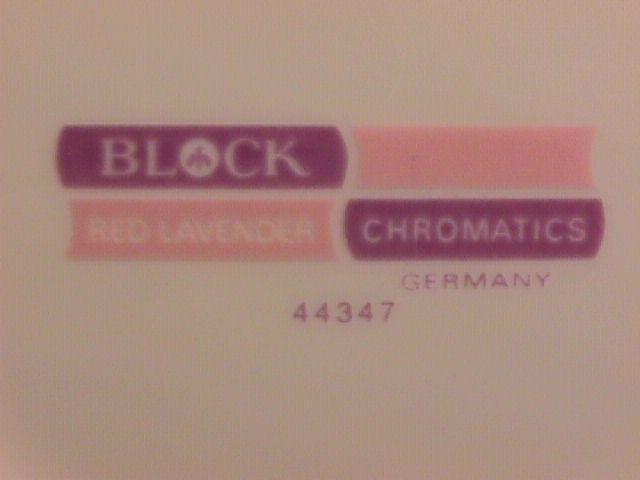 BLOCK
RED LAVENDER CHROMATICS
GERMANY
44347